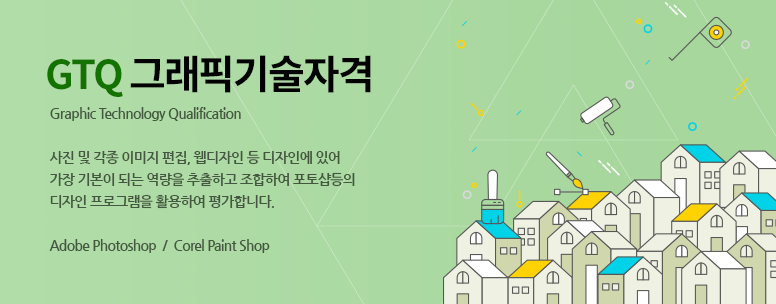 GTQ 그래픽기술자격
Graphic Technology Qualification
사진 및 각종 이미지 편집, 웹디자인 등 디자인에 있어
가장 기본이 되는 역량을 추출하고 조합하여 포토샵등의
디자인 프로그램을 활용하여 평가합니다.
Adobe Photoshop / Corel Paint Shop